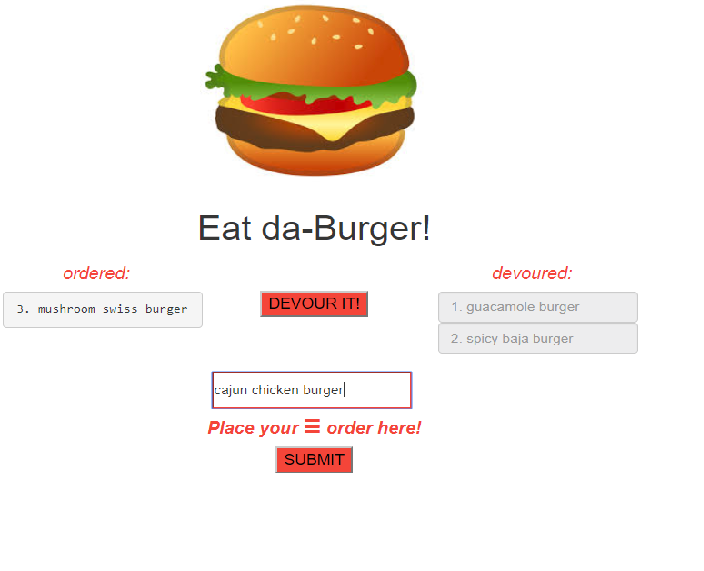 Eat da-Burger!
ordered:
3. mushroom swiss burger
DEVOUR IT!
devoured:
1. guacamole burger
2. spicy baja burger
cajun chicken burger
Place your ☰ order here!
SUBMIT